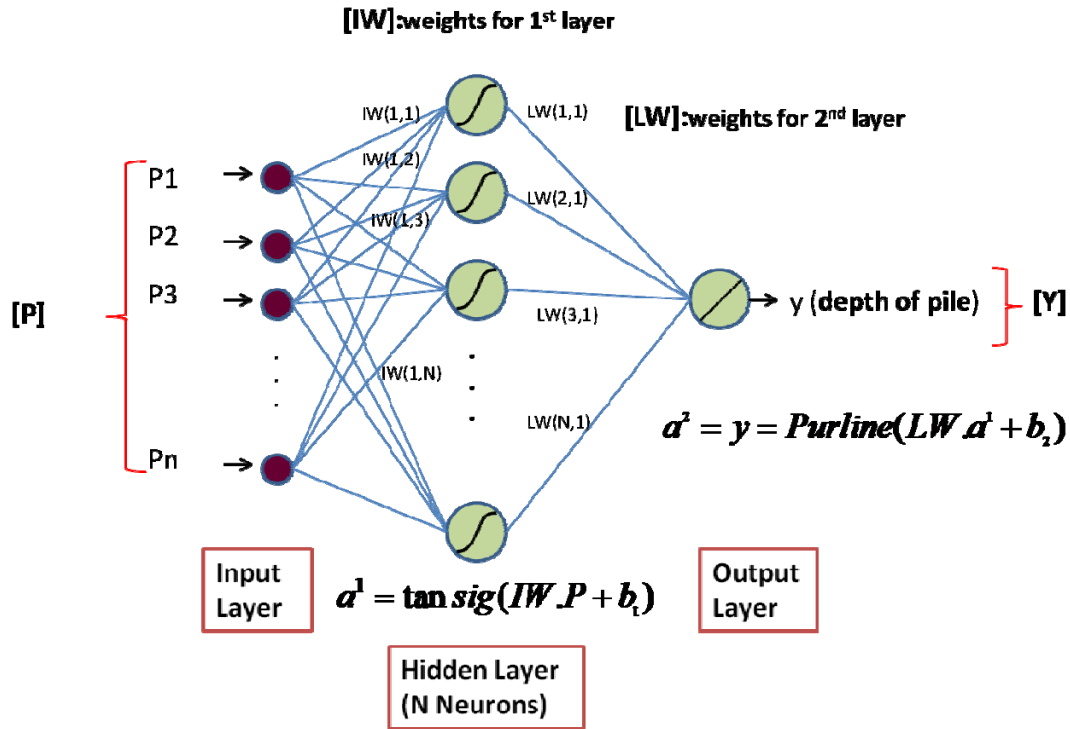 [IW]:weights for 1st layer
IW(1,1)
LW(1,1)
[LW]:weights for 2nd layer
IW(1,2)
P1
LW(2,1)
IW(1,3)
P2
P3
[P]
y (depth of pile)
[Y]
LW(3,1)
IW(1,N)
LW(N,1)
a² = y = Purline(LW.a¹ + b₂)
Pn
Input
Layer
a¹ = tan sig(IW.P + b₁)
Output
Layer
Hidden Layer
(N Neurons)